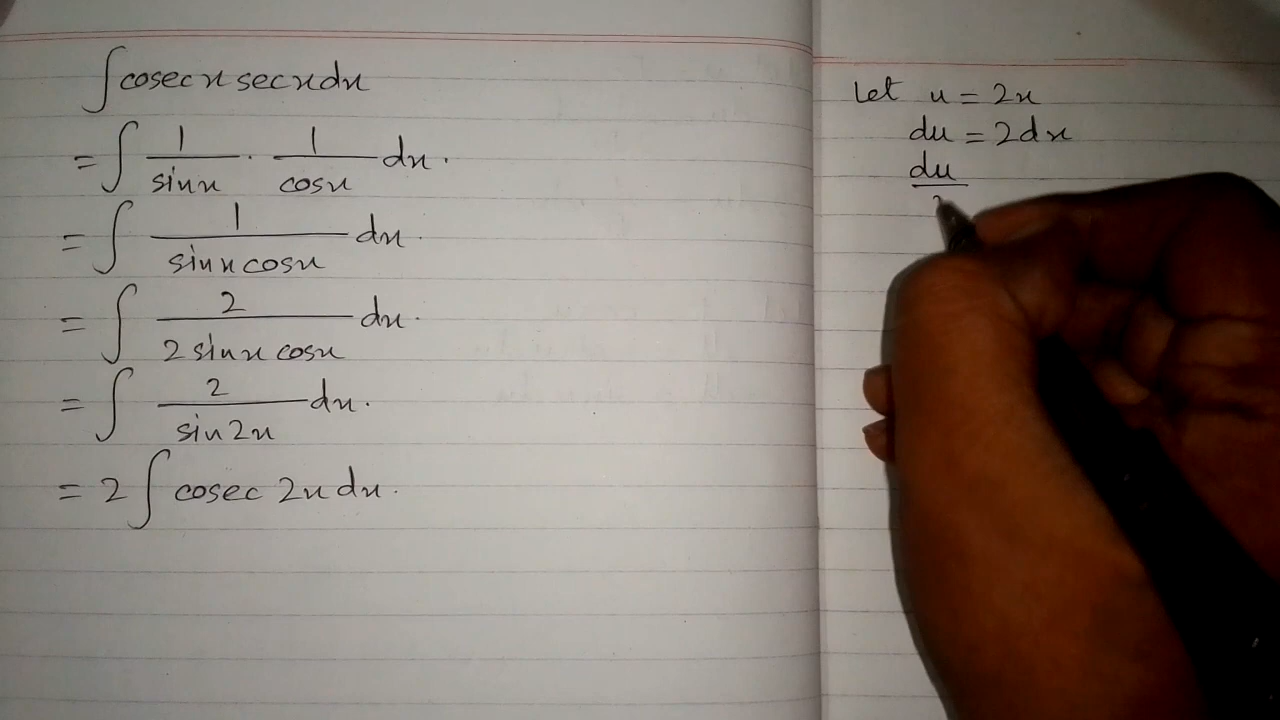 ∫ cosec x sec x dx
= ∫ 1/sin x · 1/cos x dx.
= ∫ 1/sin x cos x dx.
= ∫ 2/2 sin x cos x dx.
= ∫ 2/sin 2x dx.
= 2 ∫ cosec 2x dx.
Let u = 2x
du = 2dx
du